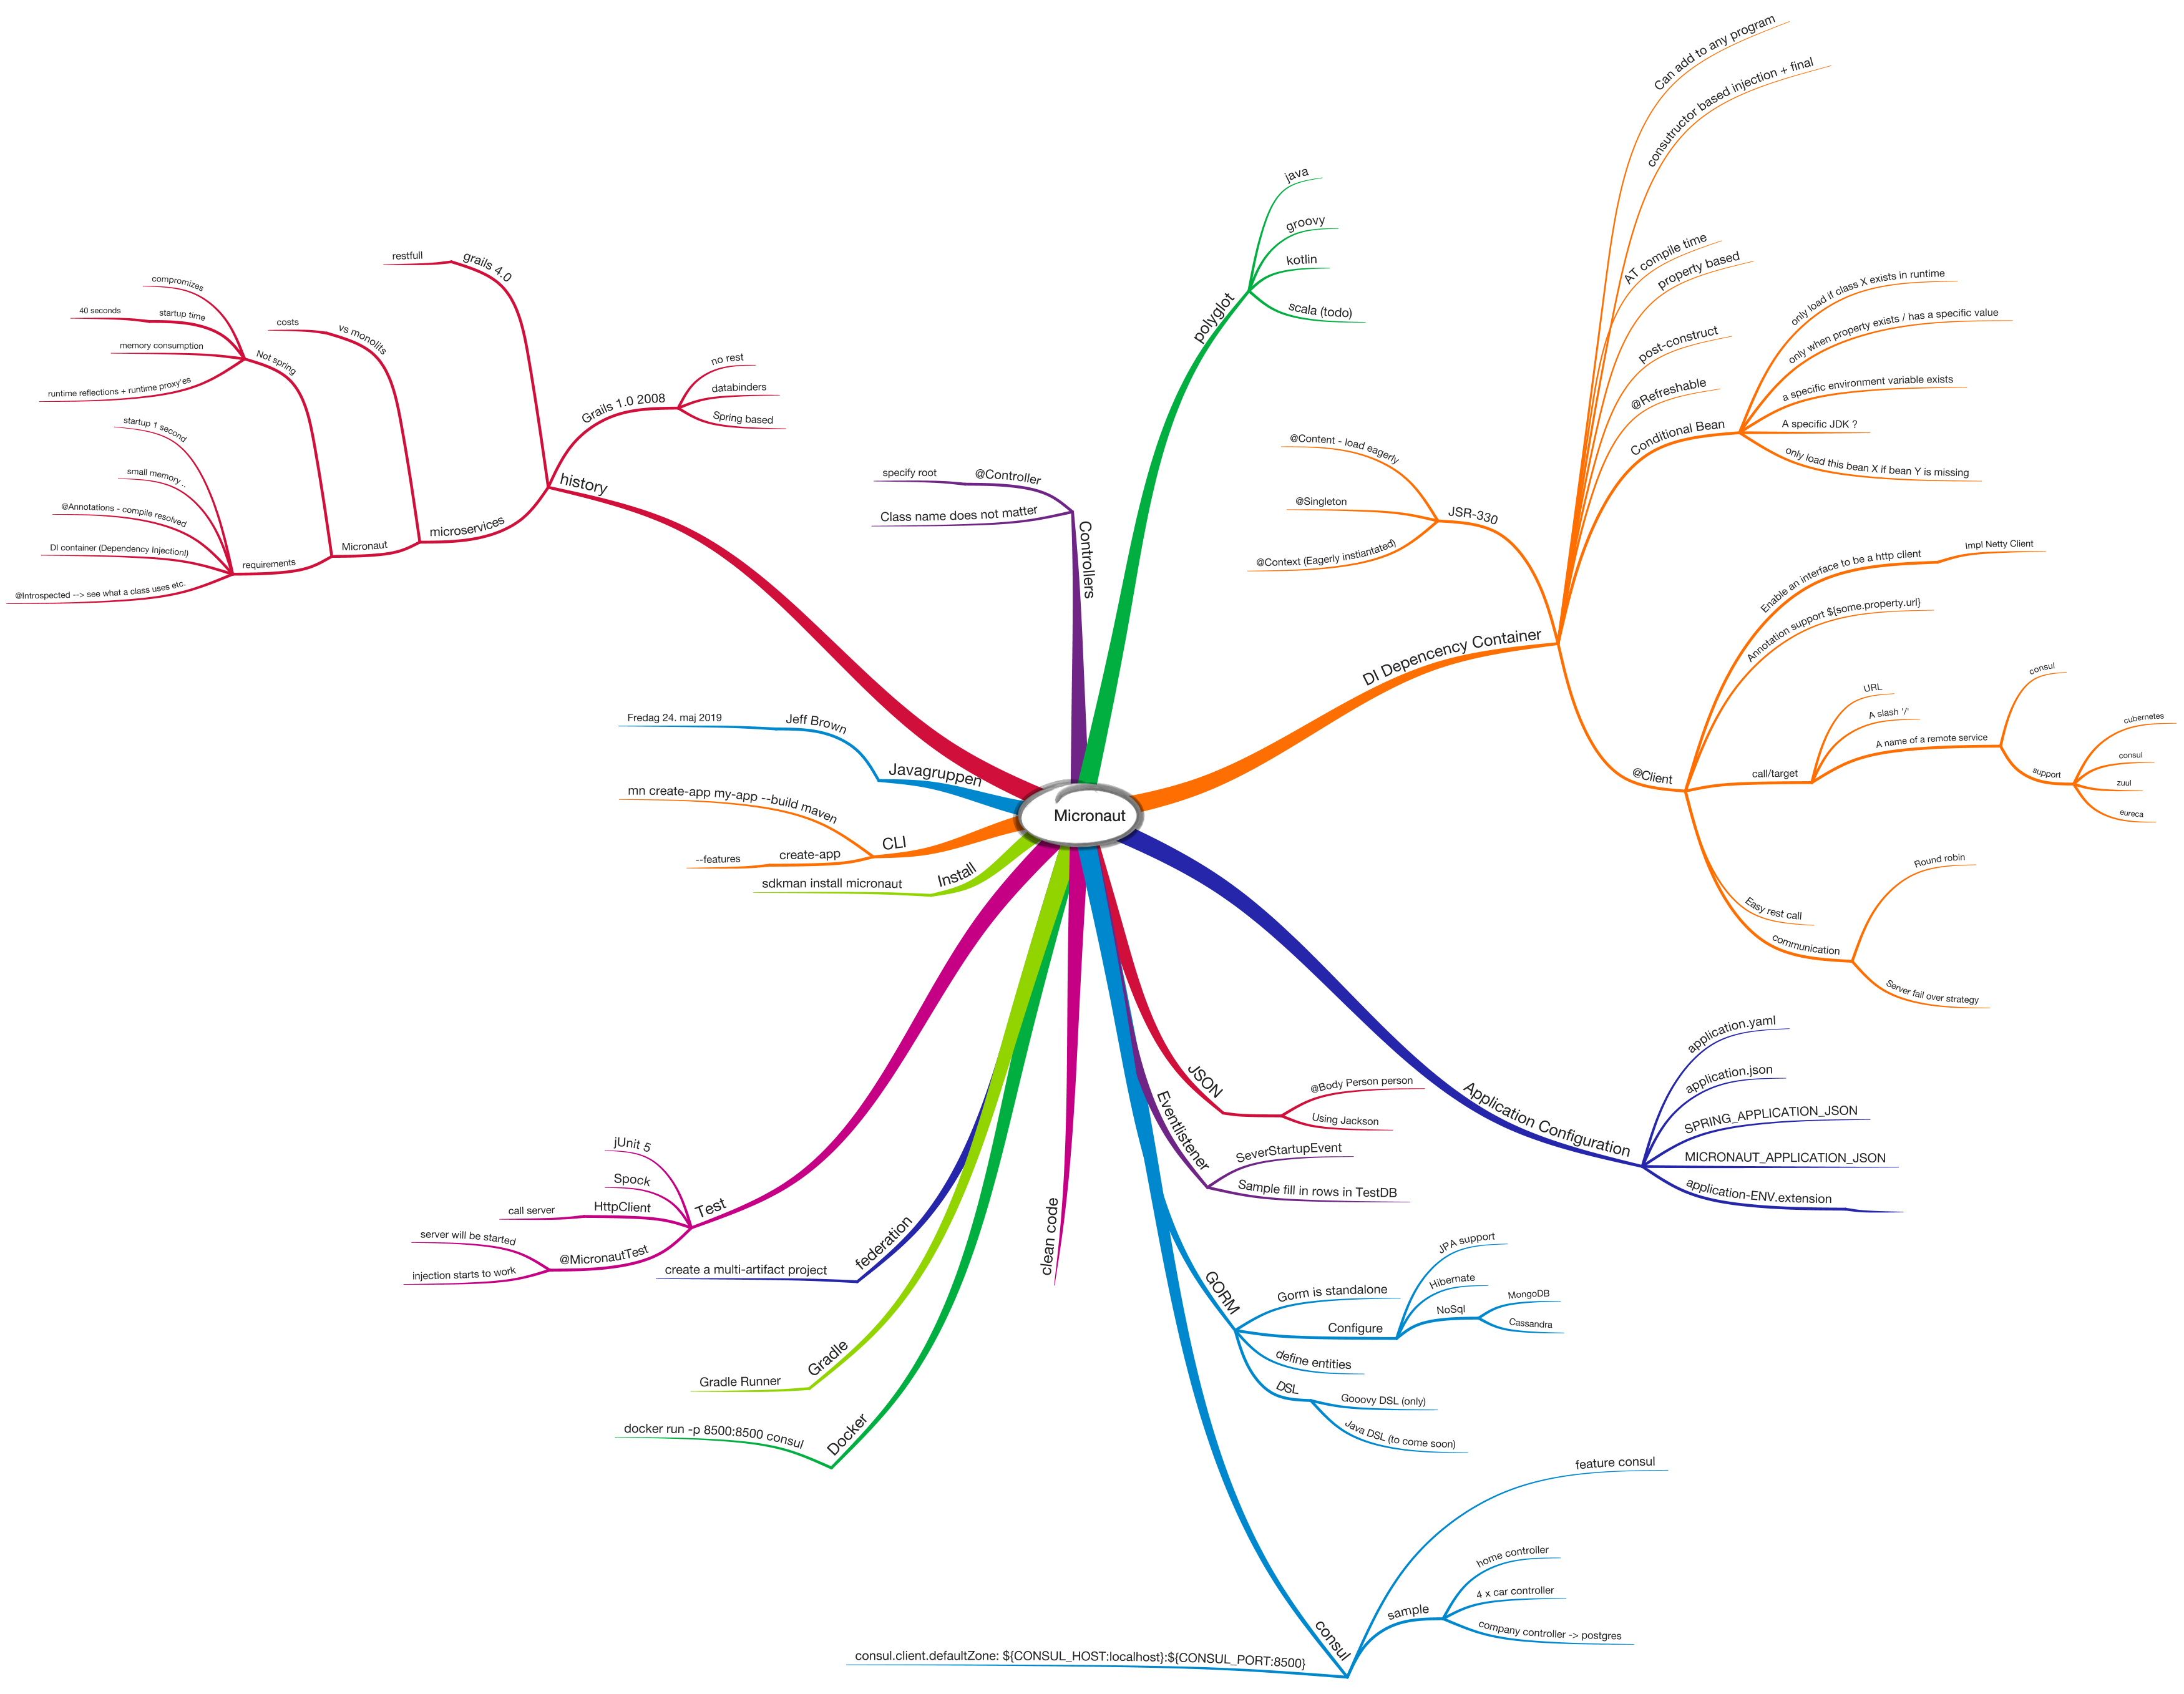 Micronaut
polyglot
java
groovy
kotlin
scala (todo)
DI Depencency Container
Can add to any program
consutructor based injection + final
AT compile time
property based
post-construct
@Refreshable
Conditional Bean
only load if class X exists in runtime
only when property exists / has a specific value
a specific environment variable exists
A specific JDK ?
only load this bean X if bean Y is missing
JSR-330
@Content - load eagerly
@Singleton
@Context (Eagerly instiantated)
@Client
Enable an interface to be a http client
Impl Netty Client
Annotation support ${some.property.url}
call/target
URL
A slash '/'
A name of a remote service
consul
support
cubernetes
consul
zuul
eureca
Easy rest call
communication
Round robin
Server fail over strategy
Application Configuration
application.yaml
application.json
SPRING_APPLICATION_JSON
MICRONAUT_APPLICATION_JSON
application-ENV.extension
JSON
@Body Person person
Using Jackson
Eventlistener
SeverStartupEvent
Sample fill in rows in TestDB
GORM
Gorm is standalone
Configure
JPA support
Hibernate
NoSql
MongoDB
Cassandra
define entities
DSL
Gooovy DSL (only)
Java DSL (to come soon)
consul
feature consul
sample
home controller
4 x car controller
company controller -> postgres
consul.client.defaultZone: ${CONSUL_HOST:localhost}:${CONSUL_PORT:8500}
clean code
Docker
docker run -p 8500:8500 consul
Gradle
Gradle Runner
federation
create a multi-artifact project
Test
jUnit 5
Spock
HttpClient
call server
@MicronautTest
server will be started
injection starts to work
Install
sdkman install micronaut
CLI
mn create-app my-app --build maven
create-app
--features
Javagruppen
Jeff Brown
Fredag 24. maj 2019
history
grails 4.0
restfull
Grails 1.0 2008
no rest
databinders
Spring based
microservices
vs monolits
costs
Micronaut
Not spring
compromizes
startup time
40 seconds
memory consumption
runtime reflections + runtime proxy'es
requirements
startup 1 second
small memory ..
@Annotations - compile resolved
DI container (Dependency InjectionI)
@Introspected --> see what a class uses etc.
Controllers
@Controller
specify root
Class name does not matter